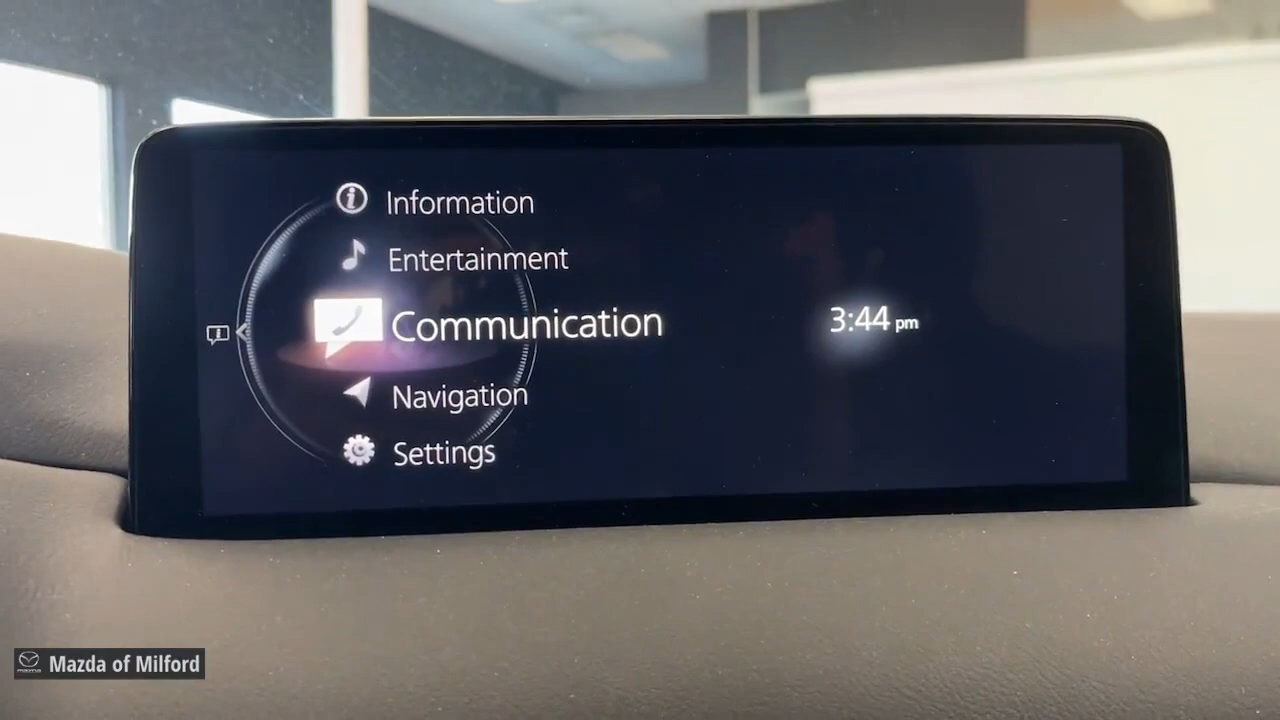 Information
Entertainment
Communication
3:44 pm
Navigation
Settings
Mazda of Milford